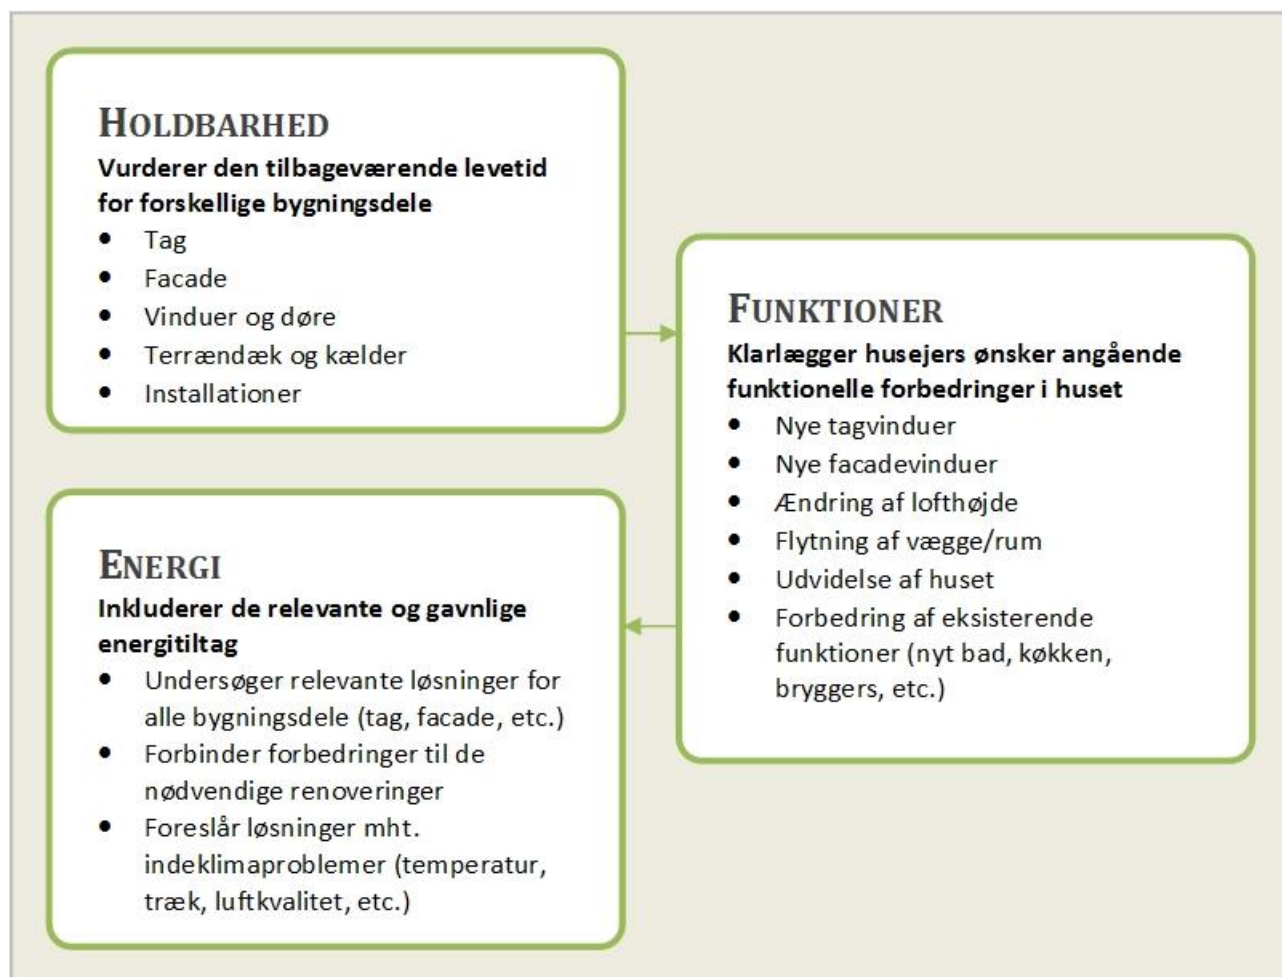 HOLDBARHED
Vurderer den tilbageværende levetid
for forskellige bygningsdele
• Tag
• Facade
• Vinduer og døre
• Terrændæk og kælder
• Installationer
FUNKTIONER
Klarlægger husejers ønsker angående
funktionelle forbedringer i huset
• Nye tagvinduer
• Nye facadevinduer
• Ændring af lofthøjde
• Flytning af vægge/rum
• Udvidelse af huset
• Forbedring af eksisterende
funktioner (nyt bad, køkken,
bryggers, etc.)
ENERGI
Inkluderer de relevante og gavnlige
energitiltag
• Undersøger relevante løsninger for
alle bygningsdele (tag, facade, etc.)
• Forbinder forbedringer til de
nødvendige renoveringer
• Foreslår løsninger mht.
indeklimaproblemer (temperatur,
træk, luftkvalitet, etc.)